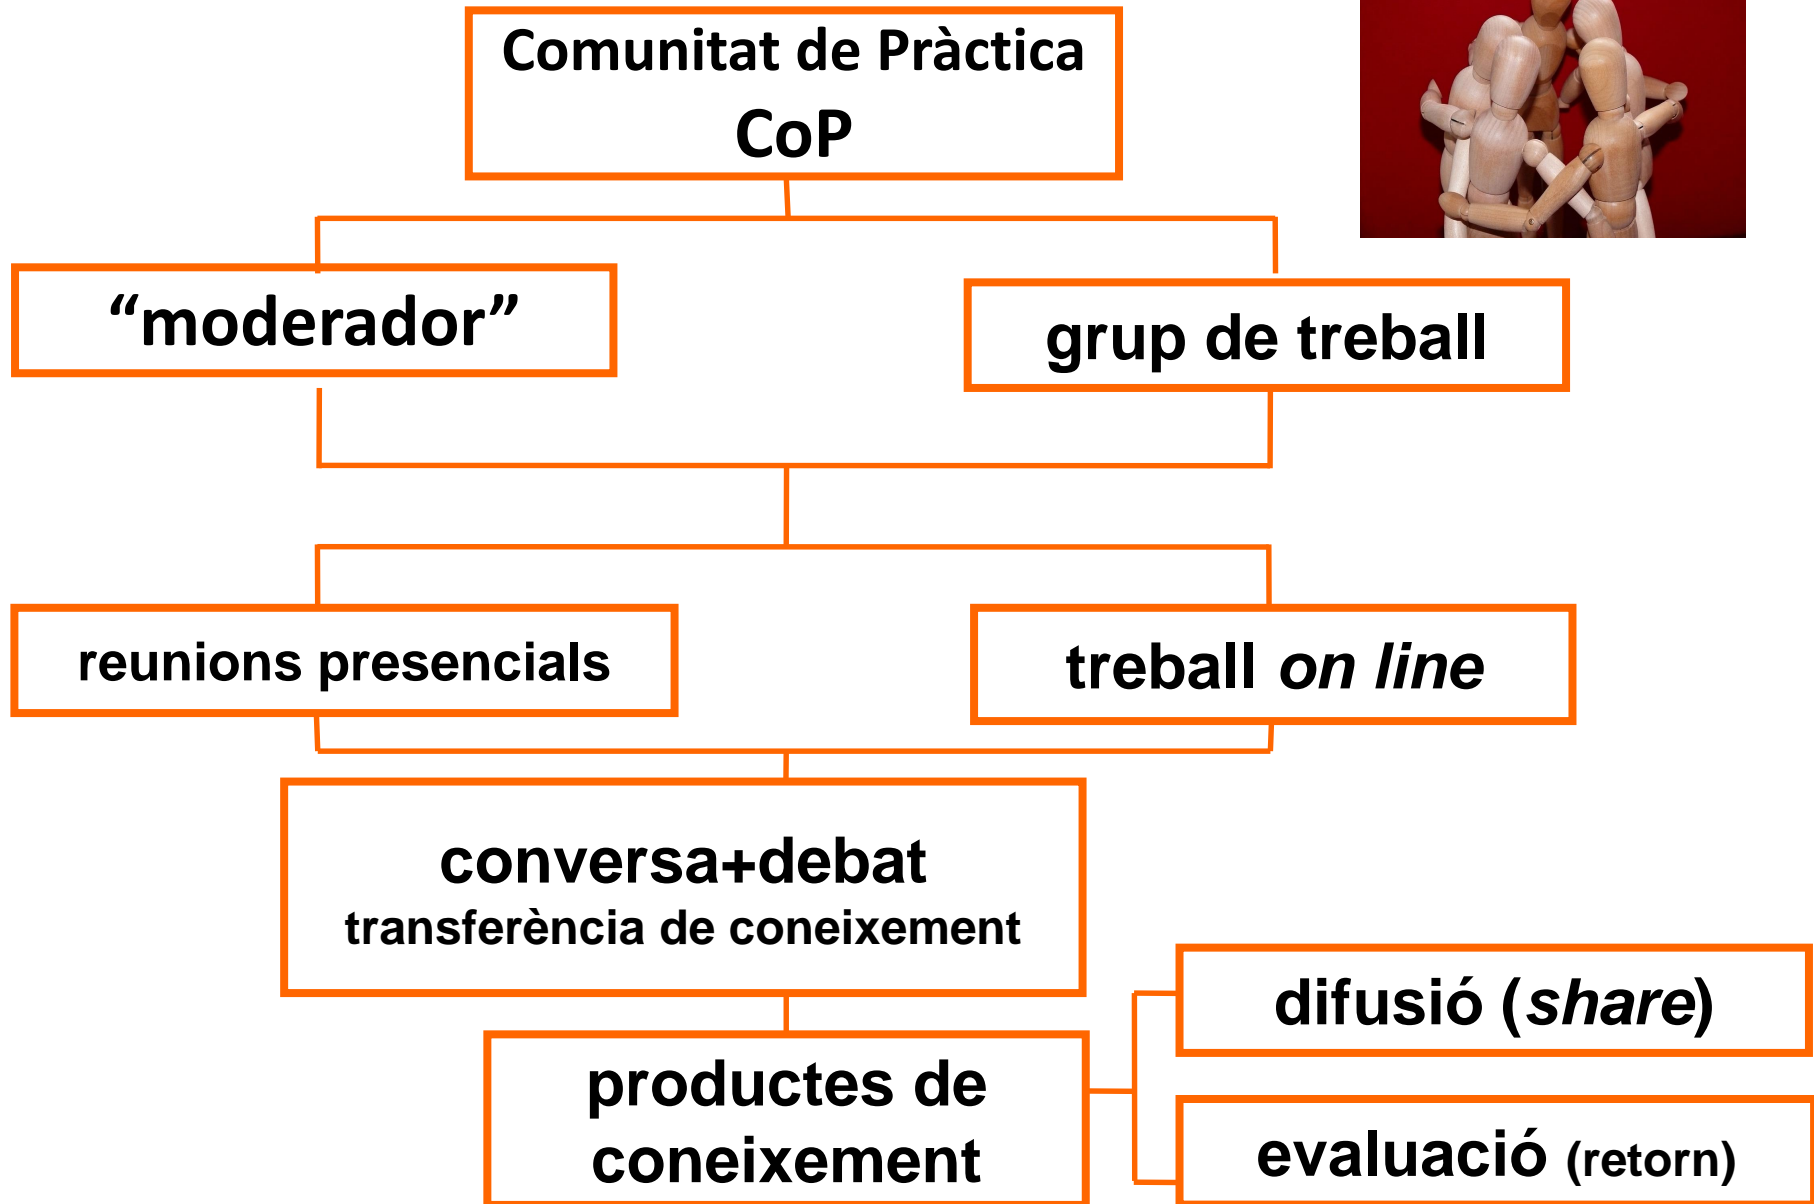 Comunitat de Pràctica
CoP
“moderador”
grup de treball
reunions presencials
treball on line
conversa+debat
transferència de coneixement
productes de
coneixement
difusió (share)
evaluació (retorn)